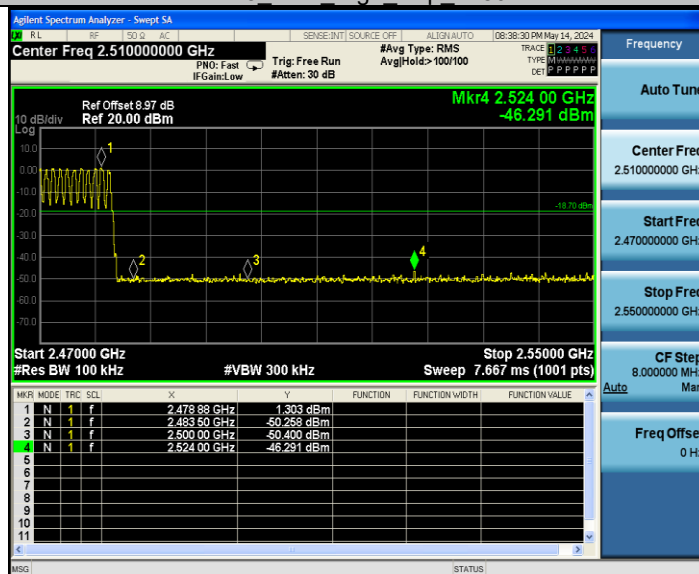 Agilent Spectrum Analyzer - Swept SA
RL RF 50 Ω AC SENSE:INT SOURCE OFF ALIGN AUTO 08:38:30 PM May 14, 2024
Center Freq 2.510000000 GHz
#Avg Type: RMS
TRACE 1 2 3 4 5 6
PNO: Fast Trig: Free Run Avg|Hold:>100/100
TYPE M
IFGain:Low #Atten: 30 dB
DET P P P P P P
Ref Offset 8.97 dB
Mkr4 2.524 00 GHz
10 dB/div Ref 20.00 dBm
-46.291 dBm
Log
10.0
0.00
-10.0
-20.0
-30.0
-40.0
-50.0
-60.0
-70.0
1
2
3
4
-18.70 dBm
Start 2.47000 GHz Stop 2.55000 GHz
#Res BW 100 kHz #VBW 300 kHz Sweep 7.667 ms (1001 pts)
MKR MODE TRC SCL X Y FUNCTION FUNCTION WIDTH FUNCTION VALUE
1 N 1 f 2.478 88 GHz 1.303 dBm
2 N 1 f 2.483 50 GHz -50.258 dBm
3 N 1 f 2.500 00 GHz -50.400 dBm
4 N 1 f 2.524 00 GHz -46.291 dBm
5
6
7
8
9
10
11
MSG STATUS
Frequency
Auto Tun
Center Fre
2.510000000 GH
Start Fre
2.470000000 GH
Stop Fre
2.550000000 GH
CF Step
8.000000 MH
Auto Man
Freq Offse
0 H